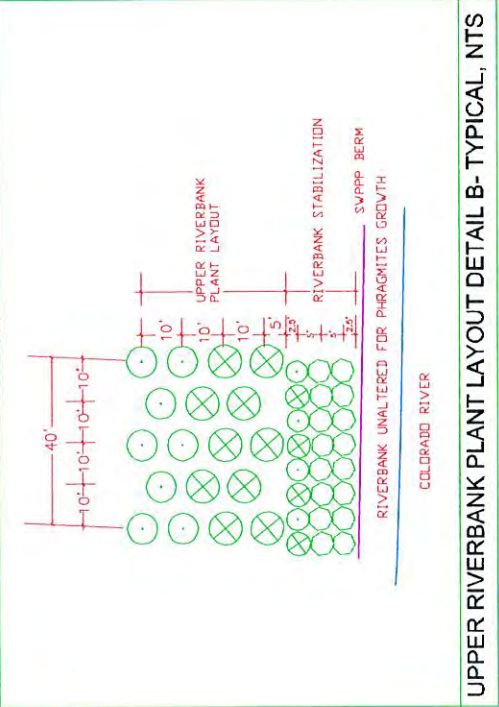 40'
10' 10' 10' 10'
10'
10'
10'
5'
2.5'
5'
5'
2.5'
UPPER RIVERBANK
PLANT LAYOUT
RIVERBANK STABILIZATION
SWPPP BERM
RIVERBANK UNALTERED FOR PHRAGMITES GROWTH
COLORADO RIVER
UPPER RIVERBANK PLANT LAYOUT DETAIL B- TYPICAL, NTS